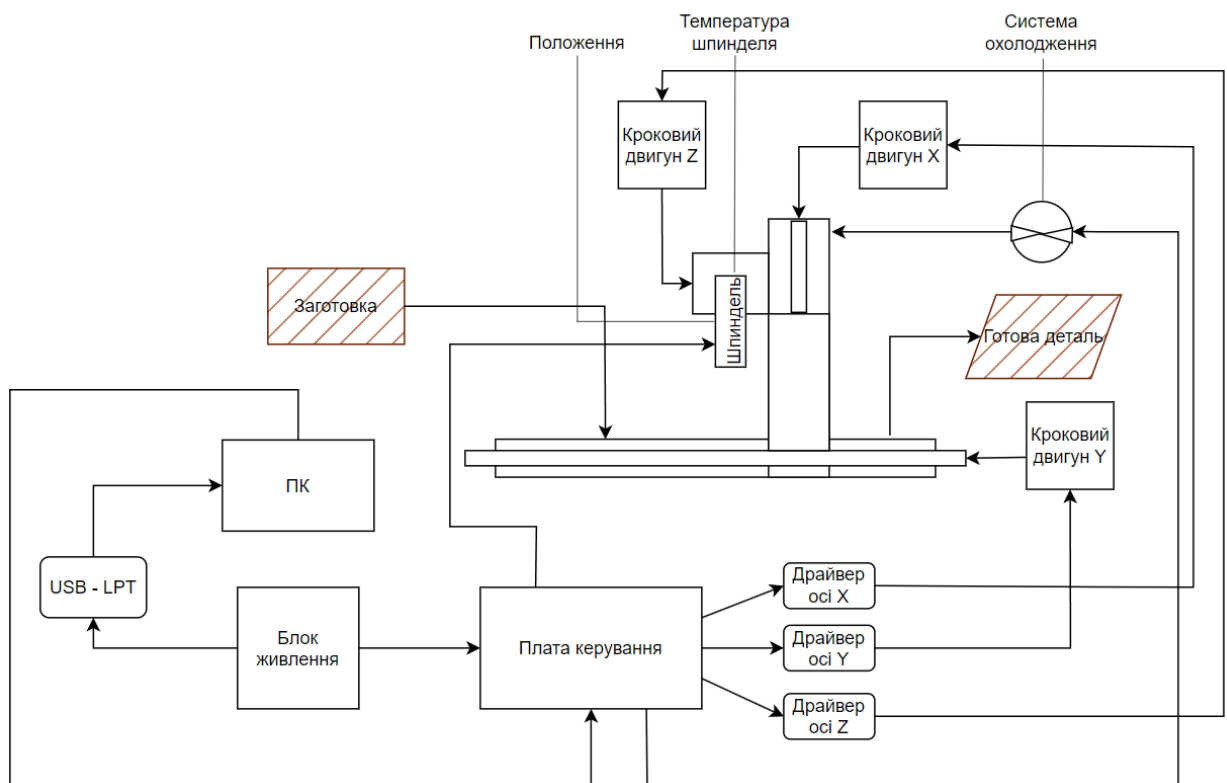 Температура
шпинделя
Система
охолодження
Положення
Кроковий
двигун Z
Кроковий
двигун X
Заготовка
Шпиндель
Готова деталь
Кроковий
двигун Y
ПК
USB - LPT
Блок
живлення
Плата керування
Драйвер
осі X
Драйвер
осі Y
Драйвер
осі Z